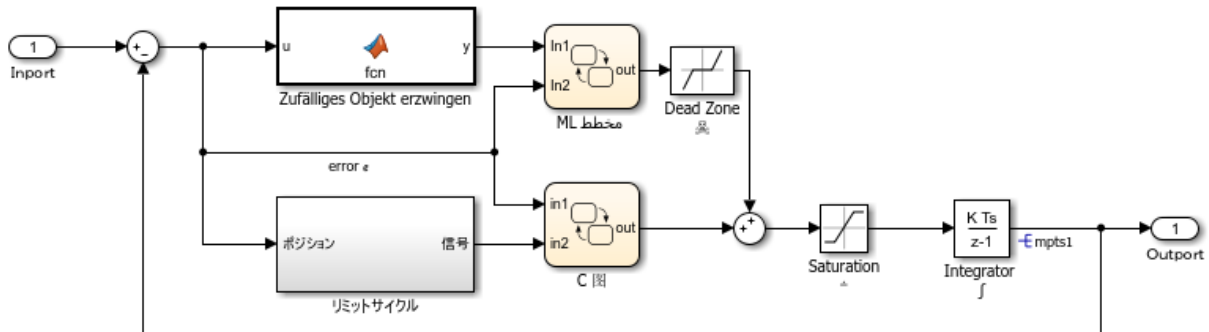 1
Inport
+
−
u
fcn
y
Zufälliges Objekt erzwingen
In1
In2
out
ML مخطط
Dead Zone
☠
error e
ポジション
信号
リミットサイクル
in1
in2
out
C 图
+
+
Saturation
K Ts
z-1
mpts1
Integrator
∫
1
Outport